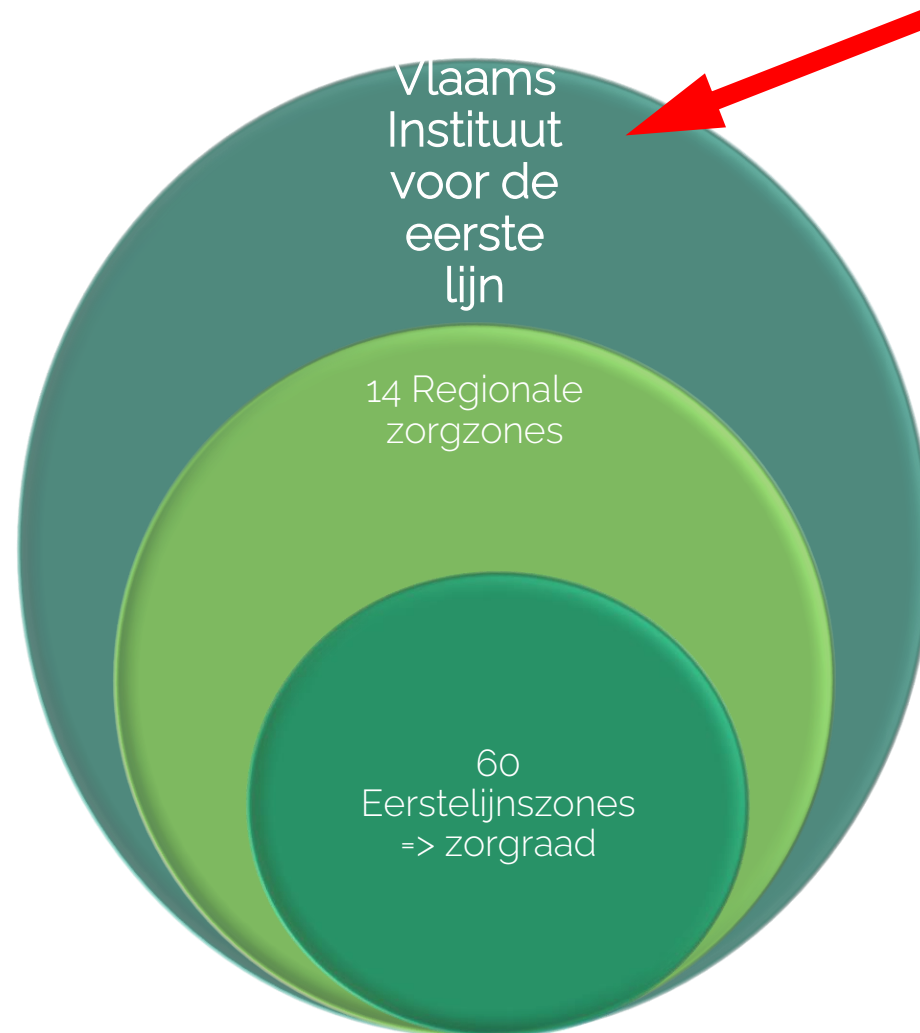 Vlaams
Instituut
voor de
eerste
lijn
14 Regionale
zorgzones
60
Eerstelijnszones
=> zorgraad